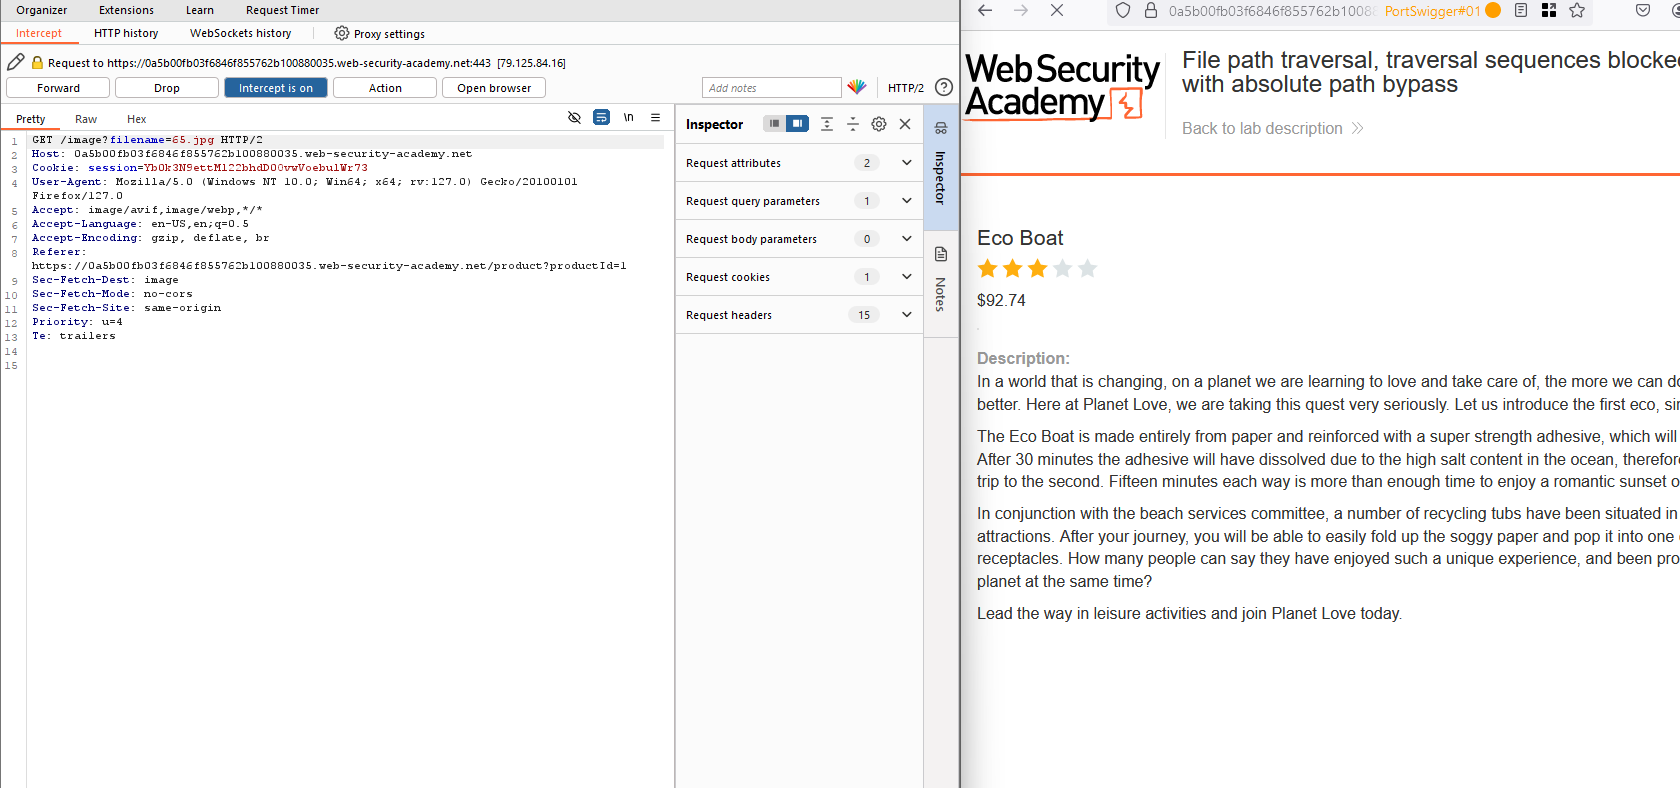 Organizer Extensions Learn Request Timer
Intercept HTTP history WebSockets history Proxy settings
Request to https://0a5b00fb03f6846f855762b100880035.web-security-academy.net:443 [79.125.84.16]
Forward Drop Intercept is on Action Open browser Add notes HTTP/2
Pretty Raw Hex \n
1 GET /image?filename=65.jpg HTTP/2
2 Host: 0a5b00fb03f6846f855762b100880035.web-security-academy.net
3 Cookie: session=Yb0k3N9ettMl22bhdD00vwVoebulWr73
4 User-Agent: Mozilla/5.0 (Windows NT 10.0; Win64; x64; rv:127.0) Gecko/20100101
Firefox/127.0
5 Accept: image/avif,image/webp,*/*
6 Accept-Language: en-US,en;q=0.5
7 Accept-Encoding: gzip, deflate, br
8 Referer:
https://0a5b00fb03f6846f855762b100880035.web-security-academy.net/product?productId=1
9 Sec-Fetch-Dest: image
10 Sec-Fetch-Mode: no-cors
11 Sec-Fetch-Site: same-origin
12 Priority: u=4
13 Te: trailers
14
15
Inspector
Request attributes 2
Request query parameters 1
Request body parameters 0
Request cookies 1
Request headers 15
Inspector
Notes
0a5b00fb03f6846f855762b10088 PortSwigger#01
Web Security
Academy
File path traversal, traversal sequences blocked
with absolute path bypass
Back to lab description
Eco Boat
$92.74
Description:
In a world that is changing, on a planet we are learning to love and take care of, the more we can do
better. Here at Planet Love, we are taking this quest very seriously. Let us introduce the first eco, sin
The Eco Boat is made entirely from paper and reinforced with a super strength adhesive, which will
After 30 minutes the adhesive will have dissolved due to the high salt content in the ocean, therefor
trip to the second. Fifteen minutes each way is more than enough time to enjoy a romantic sunset o
In conjunction with the beach services committee, a number of recycling tubs have been situated in
attractions. After your journey, you will be able to easily fold up the soggy paper and pop it into one
receptacles. How many people can say they have enjoyed such a unique experience, and been pro
planet at the same time?
Lead the way in leisure activities and join Planet Love today.